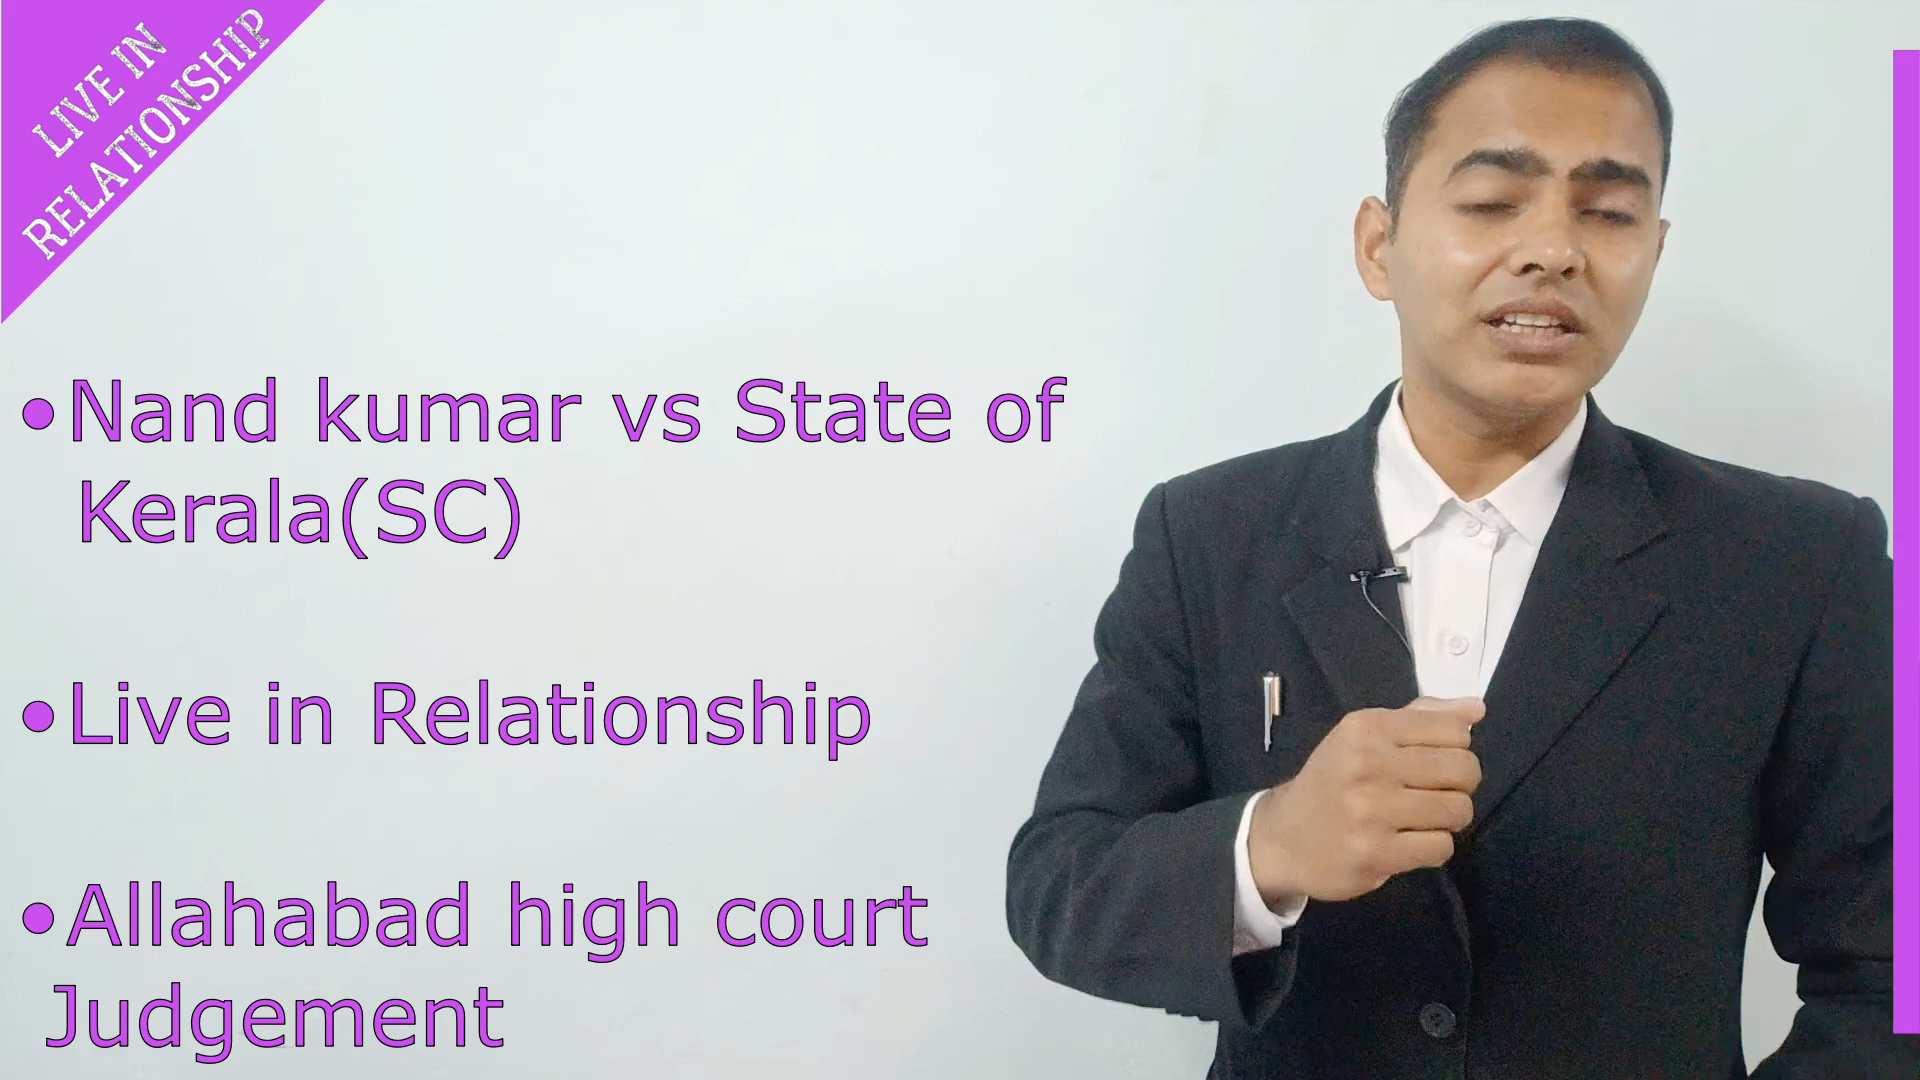 LIVE IN
RELATIONSHIP
•Nand kumar vs State of
Kerala(SC)
•Live in Relationship
•Allahabad high court
Judgement